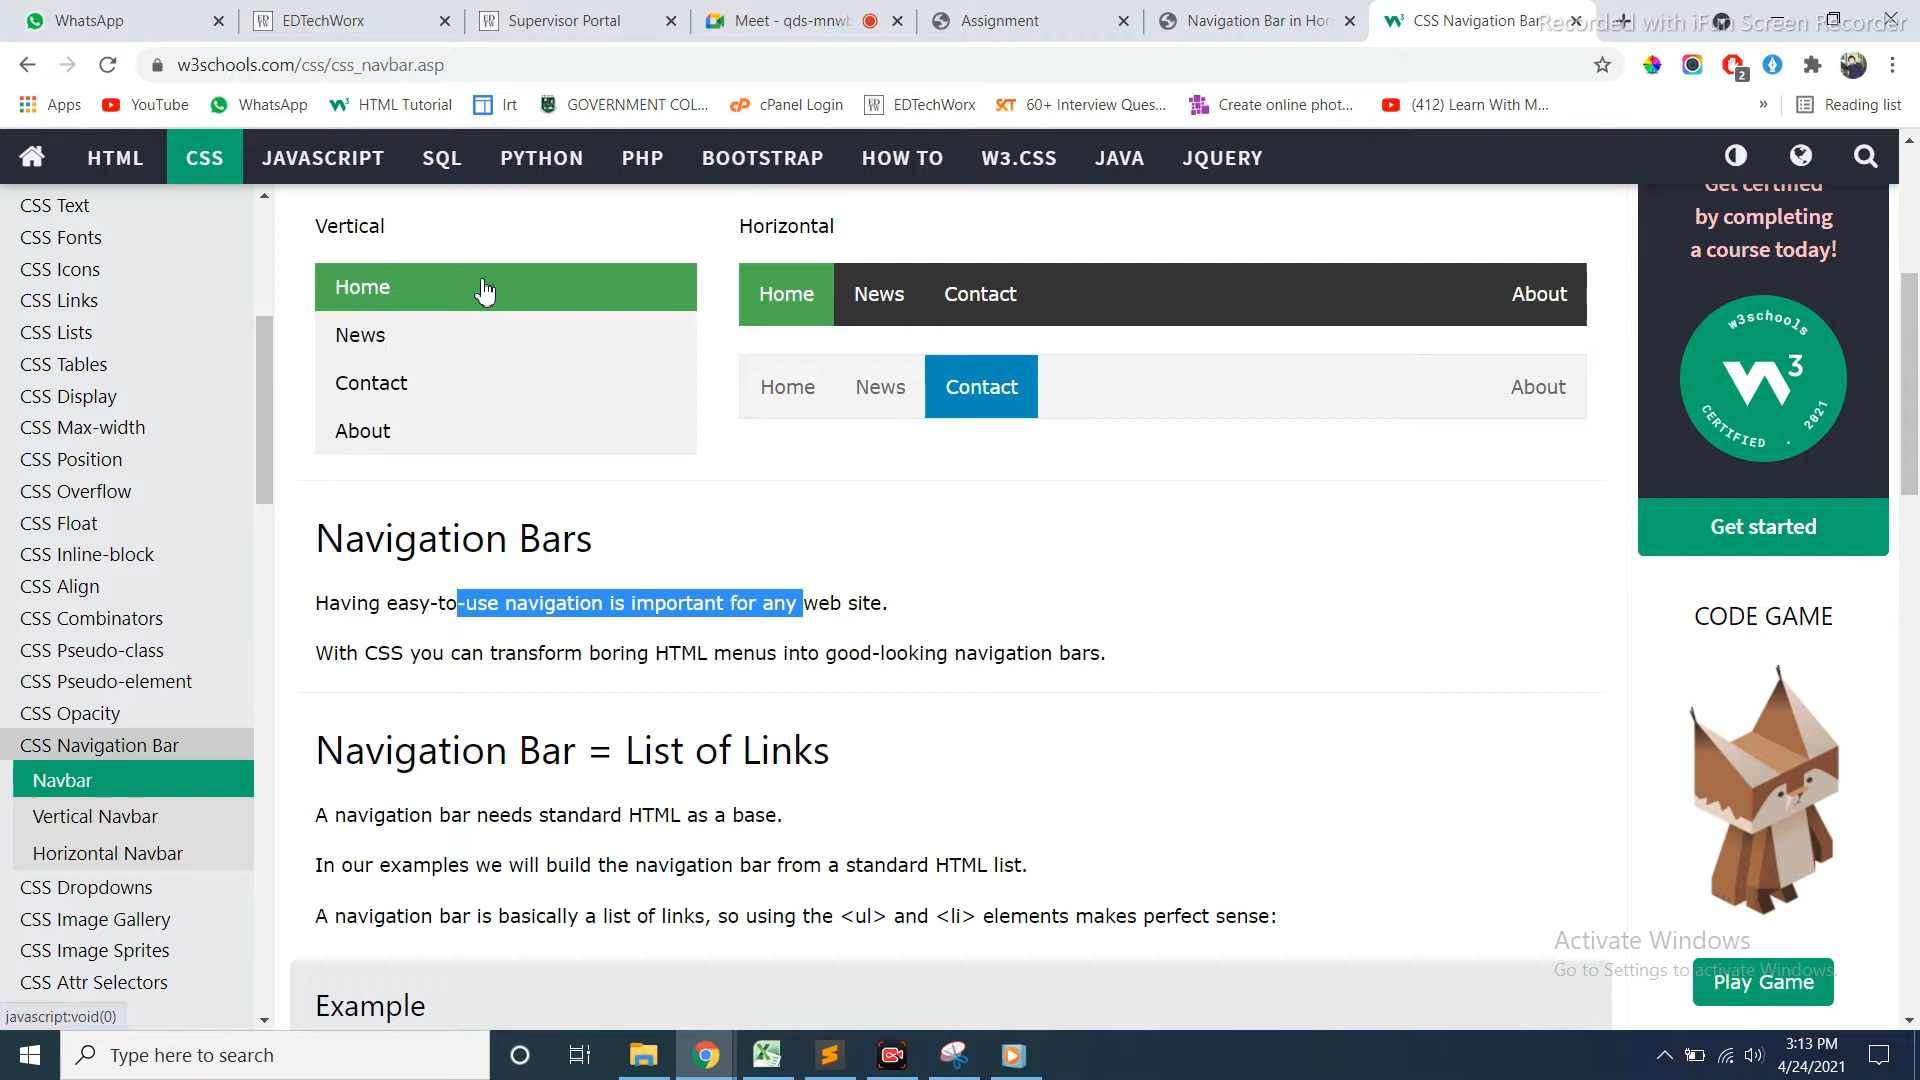 WhatsApp
EDTechWorx
Supervisor Portal
Meet - qds-mnwb
Assignment
Navigation Bar in Hor
CSS Navigation Bar
Recorded with iFun Screen Recorder
w3schools.com/css/css_navbar.asp
2
Apps
YouTube
WhatsApp
HTML Tutorial
lrt
GOVERNMENT COL...
cPanel Login
EDTechWorx
SKT
60+ Interview Ques...
Create online phot...
(412) Learn With M...
»
Reading list
HTML
CSS
JAVASCRIPT
SQL
PYTHON
PHP
BOOTSTRAP
HOW TO
W3.CSS
JAVA
JQUERY
CSS Text
CSS Fonts
CSS Icons
CSS Links
CSS Lists
CSS Tables
CSS Display
CSS Max-width
CSS Position
CSS Overflow
CSS Float
CSS Inline-block
CSS Align
CSS Combinators
CSS Pseudo-class
CSS Pseudo-element
CSS Opacity
CSS Navigation Bar
Navbar
Vertical Navbar
Horizontal Navbar
CSS Dropdowns
CSS Image Gallery
CSS Image Sprites
CSS Attr Selectors
javascript:void(0)
Vertical
Home
News
Contact
About
Horizontal
Home
News
Contact
About
Home
News
Contact
About
Navigation Bars
Having easy-to-use navigation is important for any web site.
With CSS you can transform boring HTML menus into good-looking navigation bars.
Navigation Bar = List of Links
A navigation bar needs standard HTML as a base.
In our examples we will build the navigation bar from a standard HTML list.
A navigation bar is basically a list of links, so using the <ul> and <li> elements makes perfect sense:
Example
Get certified
by completing
a course today!
w3schools
3
CERTIFIED . 2021
Get started
CODE GAME
Play Game
Activate Windows
Go to Settings to activate Windows.
Type here to search
3:13 PM
4/24/2021